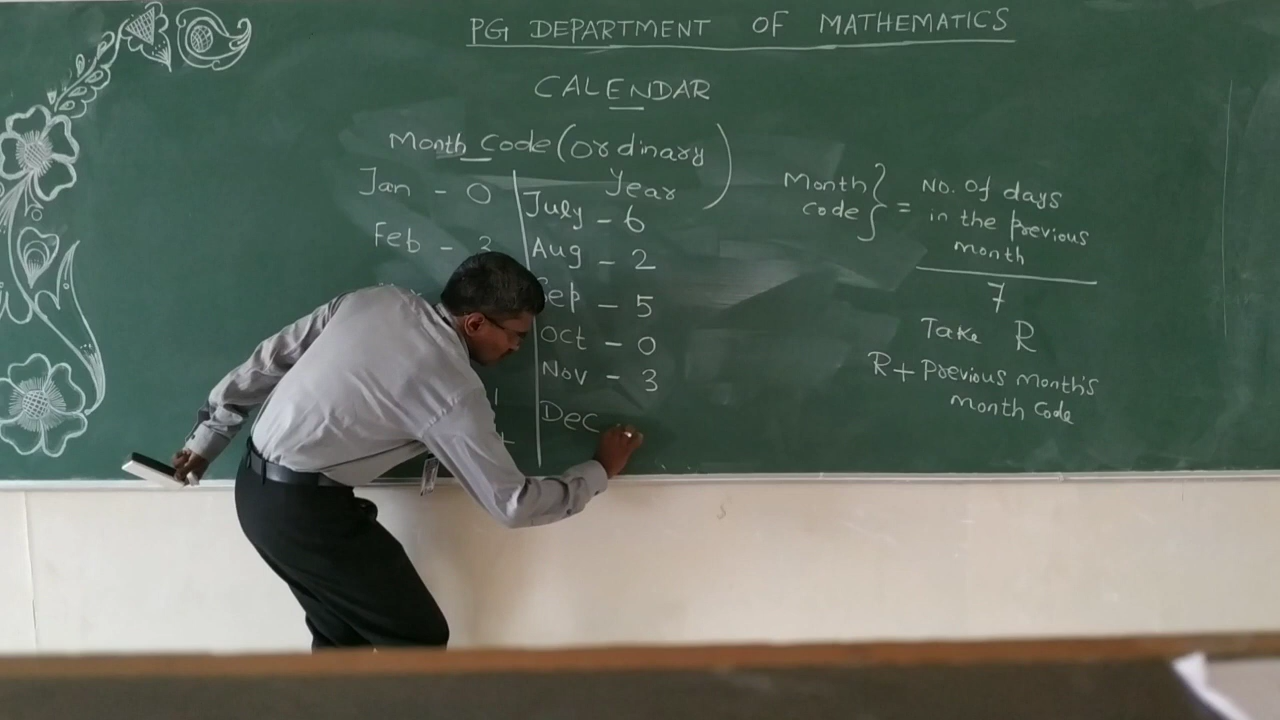 PG DEPARTMENT OF MATHEMATICS
CALENDAR
Month Code (Ordinary
Year)
Jan - 0
Feb - 3
July - 6
Aug - 2
Sep - 5
Oct - 0
Nov - 3
Dec
Month code } = No. of days
in the previous
month
7
Take R
R + Previous month's
month code